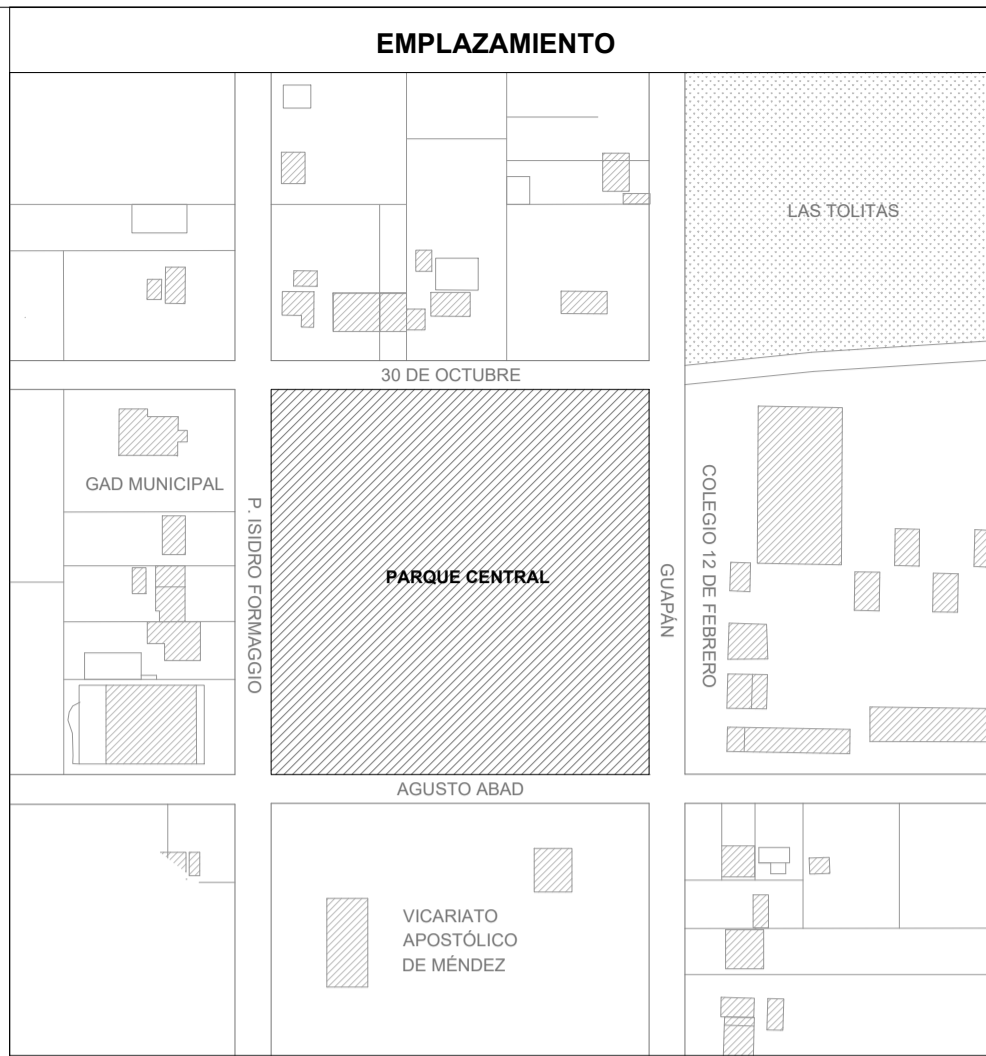 EMPLAZAMIENTO
LAS TOLITAS
30 DE OCTUBRE
GAD MUNICIPAL
P. ISIDRO FORMAGGIO
PARQUE CENTRAL
GUAPÁN
COLEGIO 12 DE FEBRERO
AGUSTO ABAD
VICARIATO
APOSTÓLICO
DE MÉNDEZ